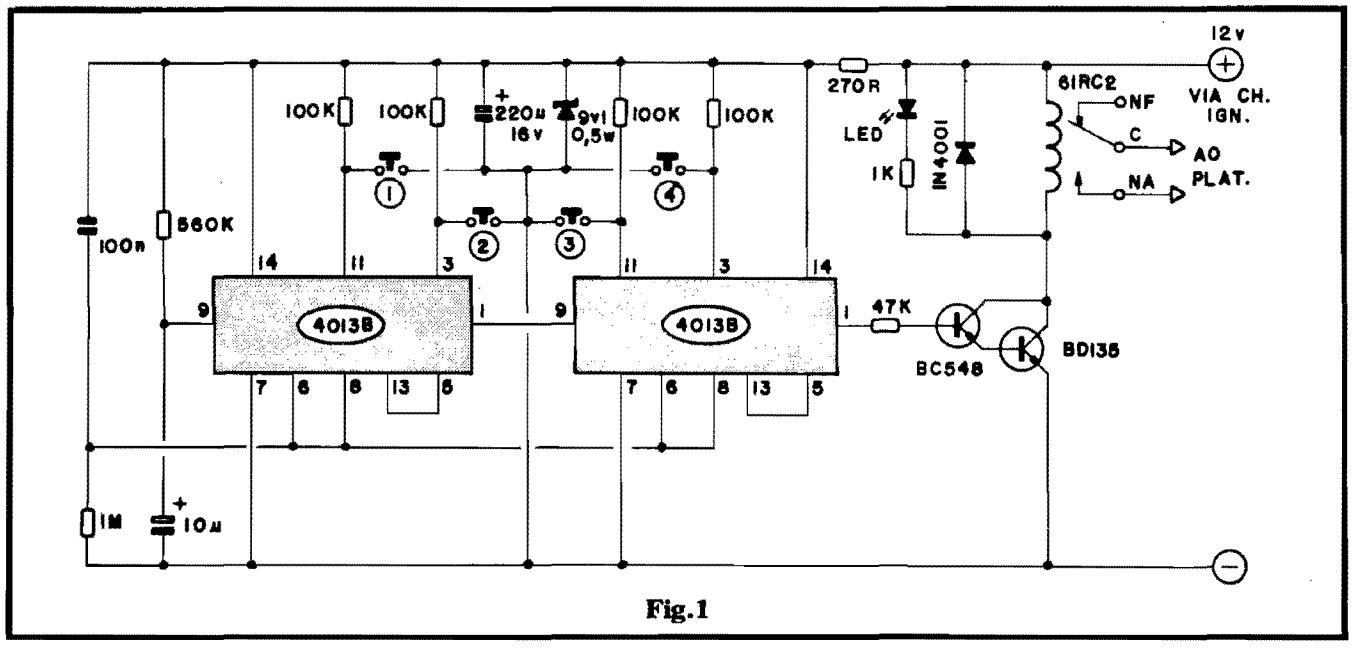 12v
+
VIA CH.
IGN.
61RC2
NF
C
NA
AO
PLAT.
270R
LED
1K
1N4001
100K
100K
+
220µ
16v
9v1
0,5w
100K
100K
1
2
3
4
100n
560K
14
11
3
9
4013B
1
7
6
8
13
5
11
3
14
9
4013B
1
7
6
8
13
5
47K
BC548
BD135
1M
+
10µ
−
Fig.1